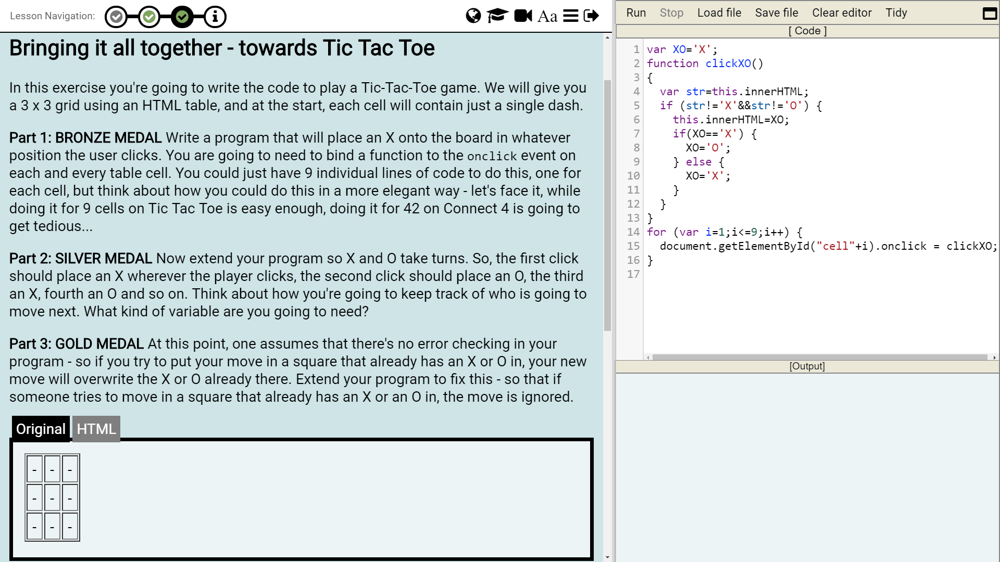 Lesson Navigation:
Aa
Bringing it all together - towards Tic Tac Toe
In this exercise you're going to write the code to play a Tic-Tac-Toe game. We will give you
a 3 x 3 grid using an HTML table, and at the start, each cell will contain just a single dash.
Part 1: BRONZE MEDAL Write a program that will place an X onto the board in whatever
position the user clicks. You are going to need to bind a function to the onclick event on
each and every table cell. You could just have 9 individual lines of code to do this, one for
each cell, but think about how you could do this in a more elegant way - let's face it, while
doing it for 9 cells on Tic Tac Toe is easy enough, doing it for 42 on Connect 4 is going to
get tedious...
Part 2: SILVER MEDAL Now extend your program so X and O take turns. So, the first click
should place an X wherever the player clicks, the second click should place an O, the third
an X, fourth an O and so on. Think about how you're going to keep track of who is going to
move next. What kind of variable are you going to need?
Part 3: GOLD MEDAL At this point, one assumes that there's no error checking in your
program - so if you try to put your move in a square that already has an X or O in, your new
move will overwrite the X or O already there. Extend your program to fix this - so that if
someone tries to move in a square that already has an X or an O in, the move is ignored.
Original HTML
- - -
- - -
- - -
Run Stop Load file Save file Clear editor Tidy
[ Code ]
1 var XO='X';
2 function clickXO()
3 {
4   var str=this.innerHTML;
5   if (str!='X'&&str!='O') {
6     this.innerHTML=XO;
7     if(XO=='X') {
8       XO='O';
9     } else {
10       XO='X';
11     }
12   }
13 }
14 for (var i=1;i<=9;i++) {
15   document.getElementById("cell"+i).onclick = clickXO;
16 }
17
[Output]